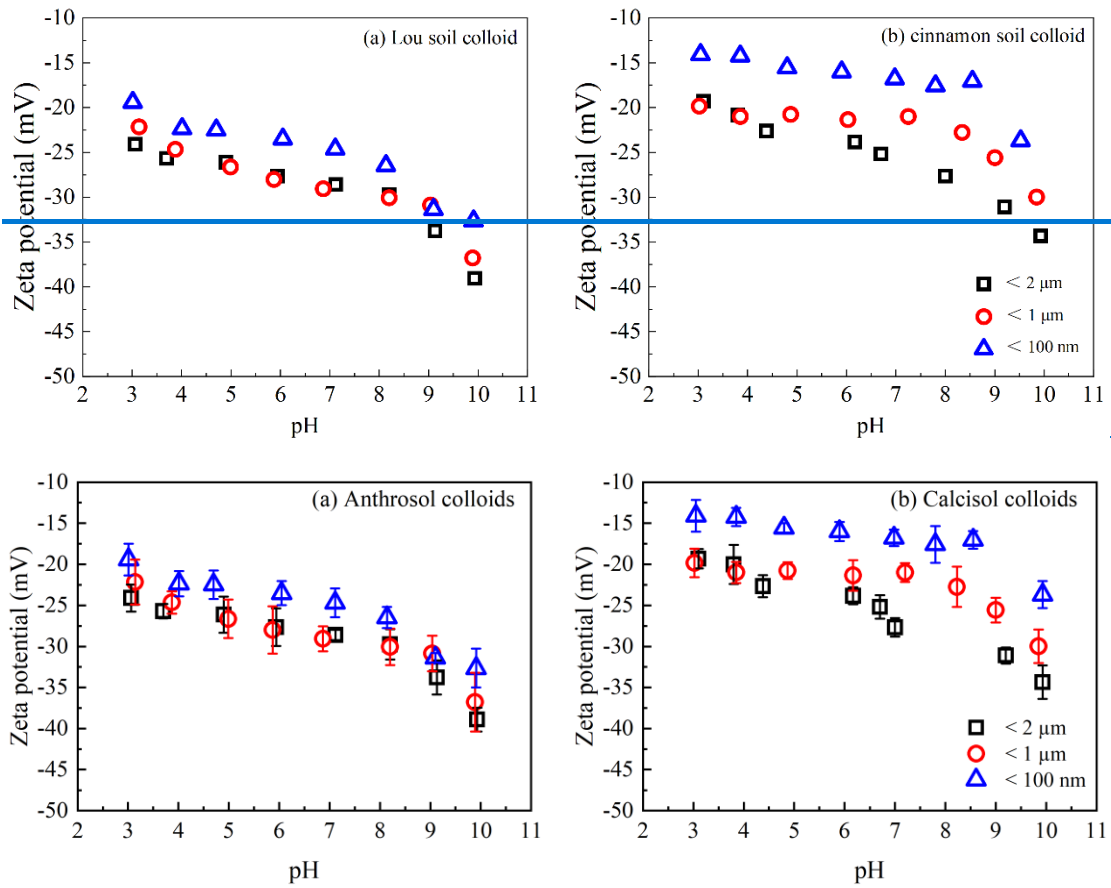 (a) Lou soil colloid
Zeta potential (mV)
-10
-15
-20
-25
-30
-35
-40
-45
-50
2 3 4 5 6 7 8 9 10 11
pH
(b) cinnamon soil colloid
Zeta potential (mV)
-10
-15
-20
-25
-30
-35
-40
-45
-50
< 2 μm
< 1 μm
< 100 nm
2 3 4 5 6 7 8 9 10 11
pH
(a) Anthrosol colloids
Zeta potential (mV)
-10
-15
-20
-25
-30
-35
-40
-45
-50
2 3 4 5 6 7 8 9 10 11
pH
(b) Calcisol colloids
Zeta potential (mV)
-10
-15
-20
-25
-30
-35
-40
-45
-50
< 2 μm
< 1 μm
< 100 nm
2 3 4 5 6 7 8 9 10 11
pH